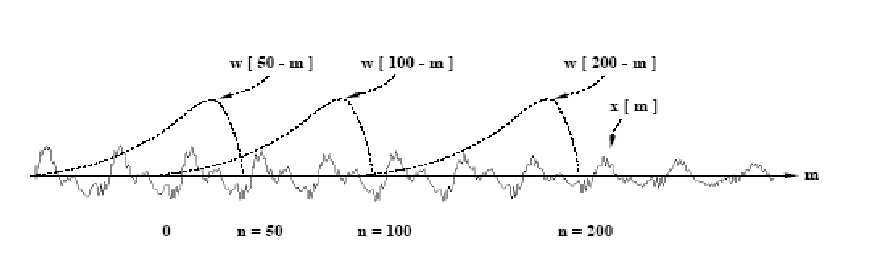 w [ 50 - m ] w [ 100 - m ] w [ 200 - m ]
x [ m ]
m
0 n = 50 n = 100 n = 200